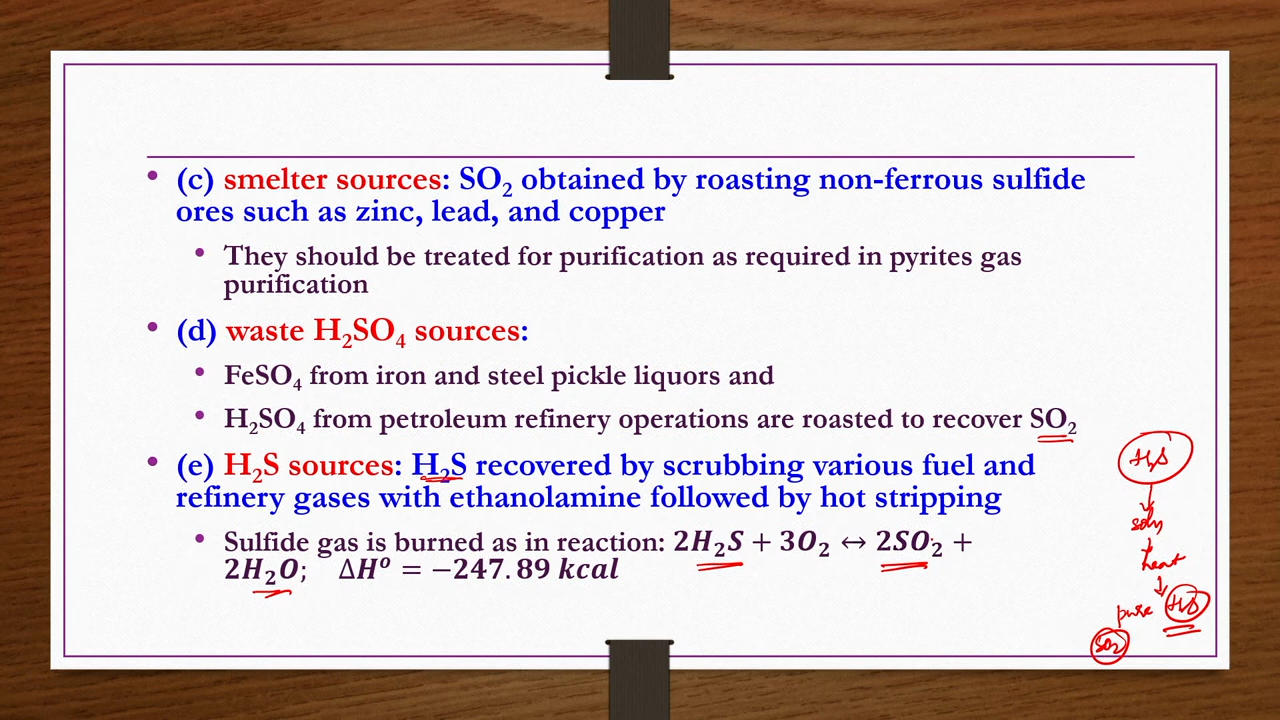 • (c) smelter sources: SO₂ obtained by roasting non-ferrous sulfide
ores such as zinc, lead, and copper
• They should be treated for purification as required in pyrites gas
purification
• (d) waste H₂SO₄ sources:
• FeSO₄ from iron and steel pickle liquors and
• H₂SO₄ from petroleum refinery operations are roasted to recover SO₂
• (e) H₂S sources: H₂S recovered by scrubbing various fuel and
refinery gases with ethanolamine followed by hot stripping
• Sulfide gas is burned as in reaction: 2H₂S + 3O₂ ↔ 2SO₂ +
2H₂O; ΔH° = −247.89 kcal
H₂S
heat
pure H₂S
SO₂